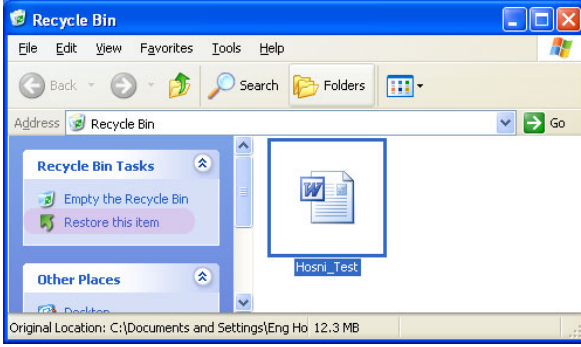 Recycle Bin
File Edit View Favorites Tools Help
Back Search Folders
Address Recycle Bin Go
Recycle Bin Tasks
Empty the Recycle Bin
Restore this item
Other Places
Desktop
Hosni_Test
Original Location: C:\Documents and Settings\Eng Ho 12.3 MB